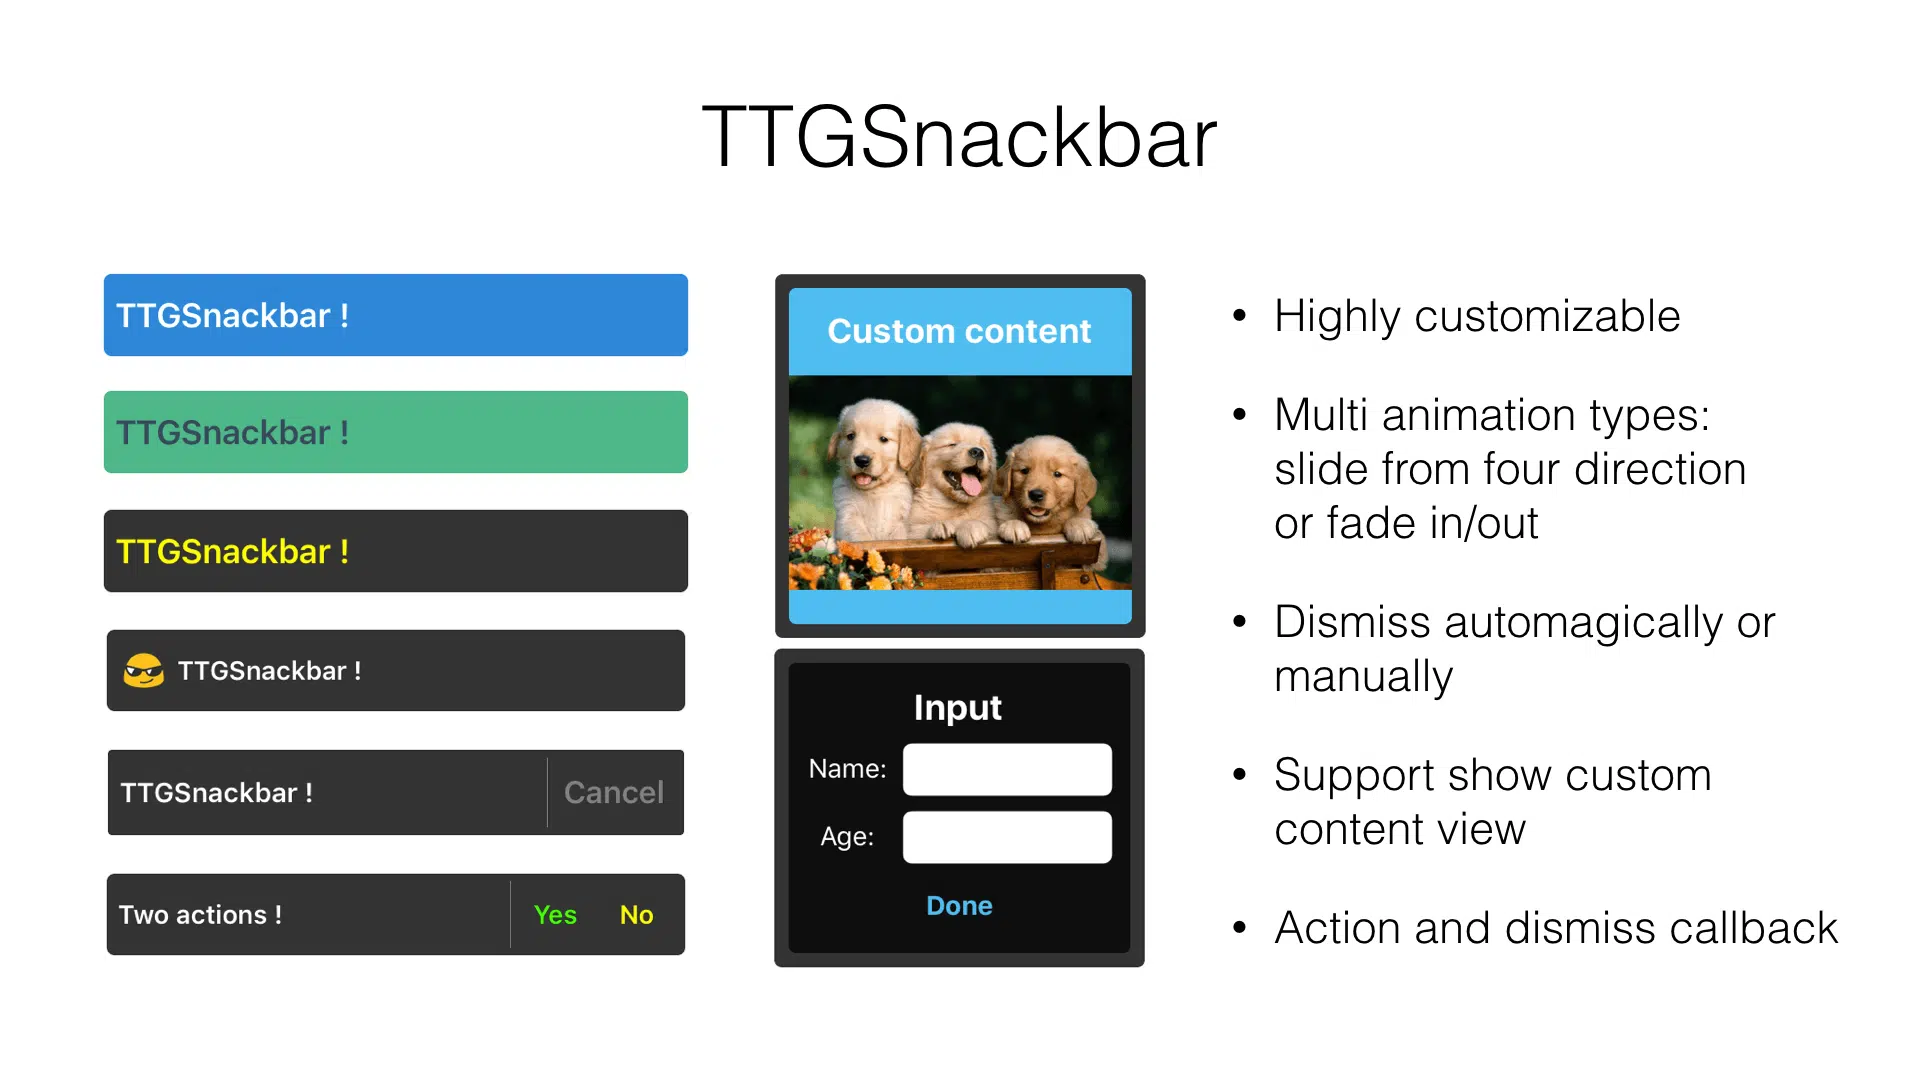 TTGSnackbar
TTGSnackbar !
TTGSnackbar !
TTGSnackbar !
TTGSnackbar !
TTGSnackbar !
Cancel
Two actions !
Yes No
Custom content
Input
Name:
Age:
Done
• Highly customizable
• Multi animation types:
slide from four direction
or fade in/out
• Dismiss automagically or
manually
• Support show custom
content view
• Action and dismiss callback